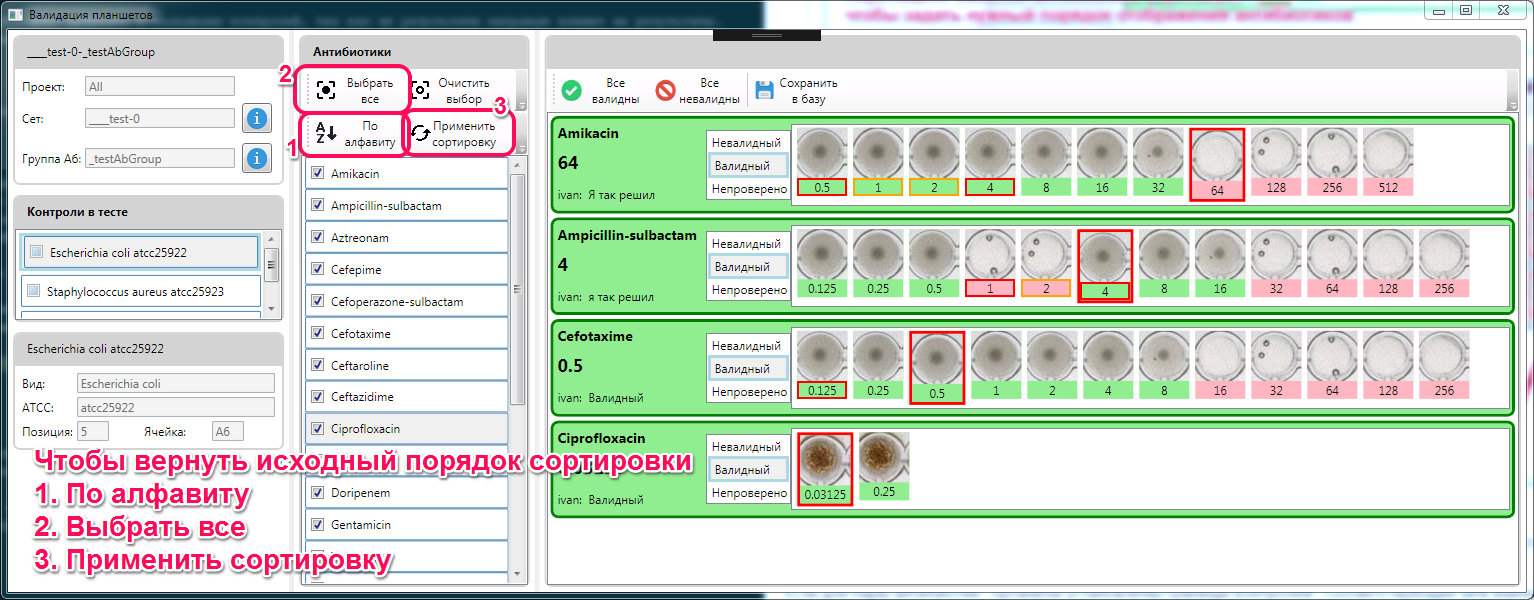 Валидация планшетов
чтобы задать нужный порядок отображения антибиотиков
___test-0-_testAbGroup
Проект:
All
Сет:
___test-0
Группа Аб:
_testAbGroup
Контроли в тесте
Escherichia coli atcc25922
Staphylococcus aureus atcc25923
Escherichia coli atcc25922
Вид:
Escherichia coli
АТСС:
atcc25922
Позиция:
5
Ячейка:
A6
Антибиотики
2
Выбрать
все
Очистить
выбор
3
1
По
алфавиту
Применить
сортировку
Amikacin
Ampicillin-sulbactam
Aztreonam
Cefepime
Cefoperazone-sulbactam
Cefotaxime
Ceftaroline
Ceftazidime
Ciprofloxacin
Doripenem
Gentamicin
Все
валидны
Все
невалидны
Сохранить
в базу
Amikacin
64
ivan: Я так решил
Невалидный
Валидный
Непроверено
0.5 1 2 4 8 16 32 64 128 256 512
Ampicillin-sulbactam
4
ivan: я так решил
Невалидный
Валидный
Непроверено
0.125 0.25 0.5 1 2 4 8 16 32 64 128 256
Cefotaxime
0.5
ivan: Валидный
Невалидный
Валидный
Непроверено
0.125 0.25 0.5 1 2 4 8 16 32 64 128 256
Ciprofloxacin
ivan: Валидный
Невалидный
Валидный
Непроверено
0.03125 0.25
Чтобы вернуть исходный порядок сортировки
1. По алфавиту
2. Выбрать все
3. Применить сортировку